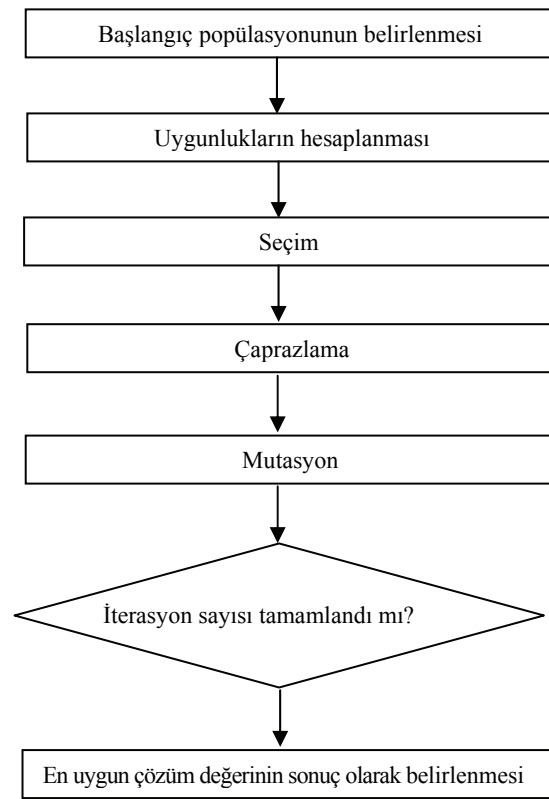 Başlangıç popülasyonunun belirlenmesi
Uygunlukların hesaplanması
Seçim
Çaprazlama
Mutasyon
İterasyon sayısı tamamlandı mı?
En uygun çözüm değerinin sonuç olarak belirlenmesi